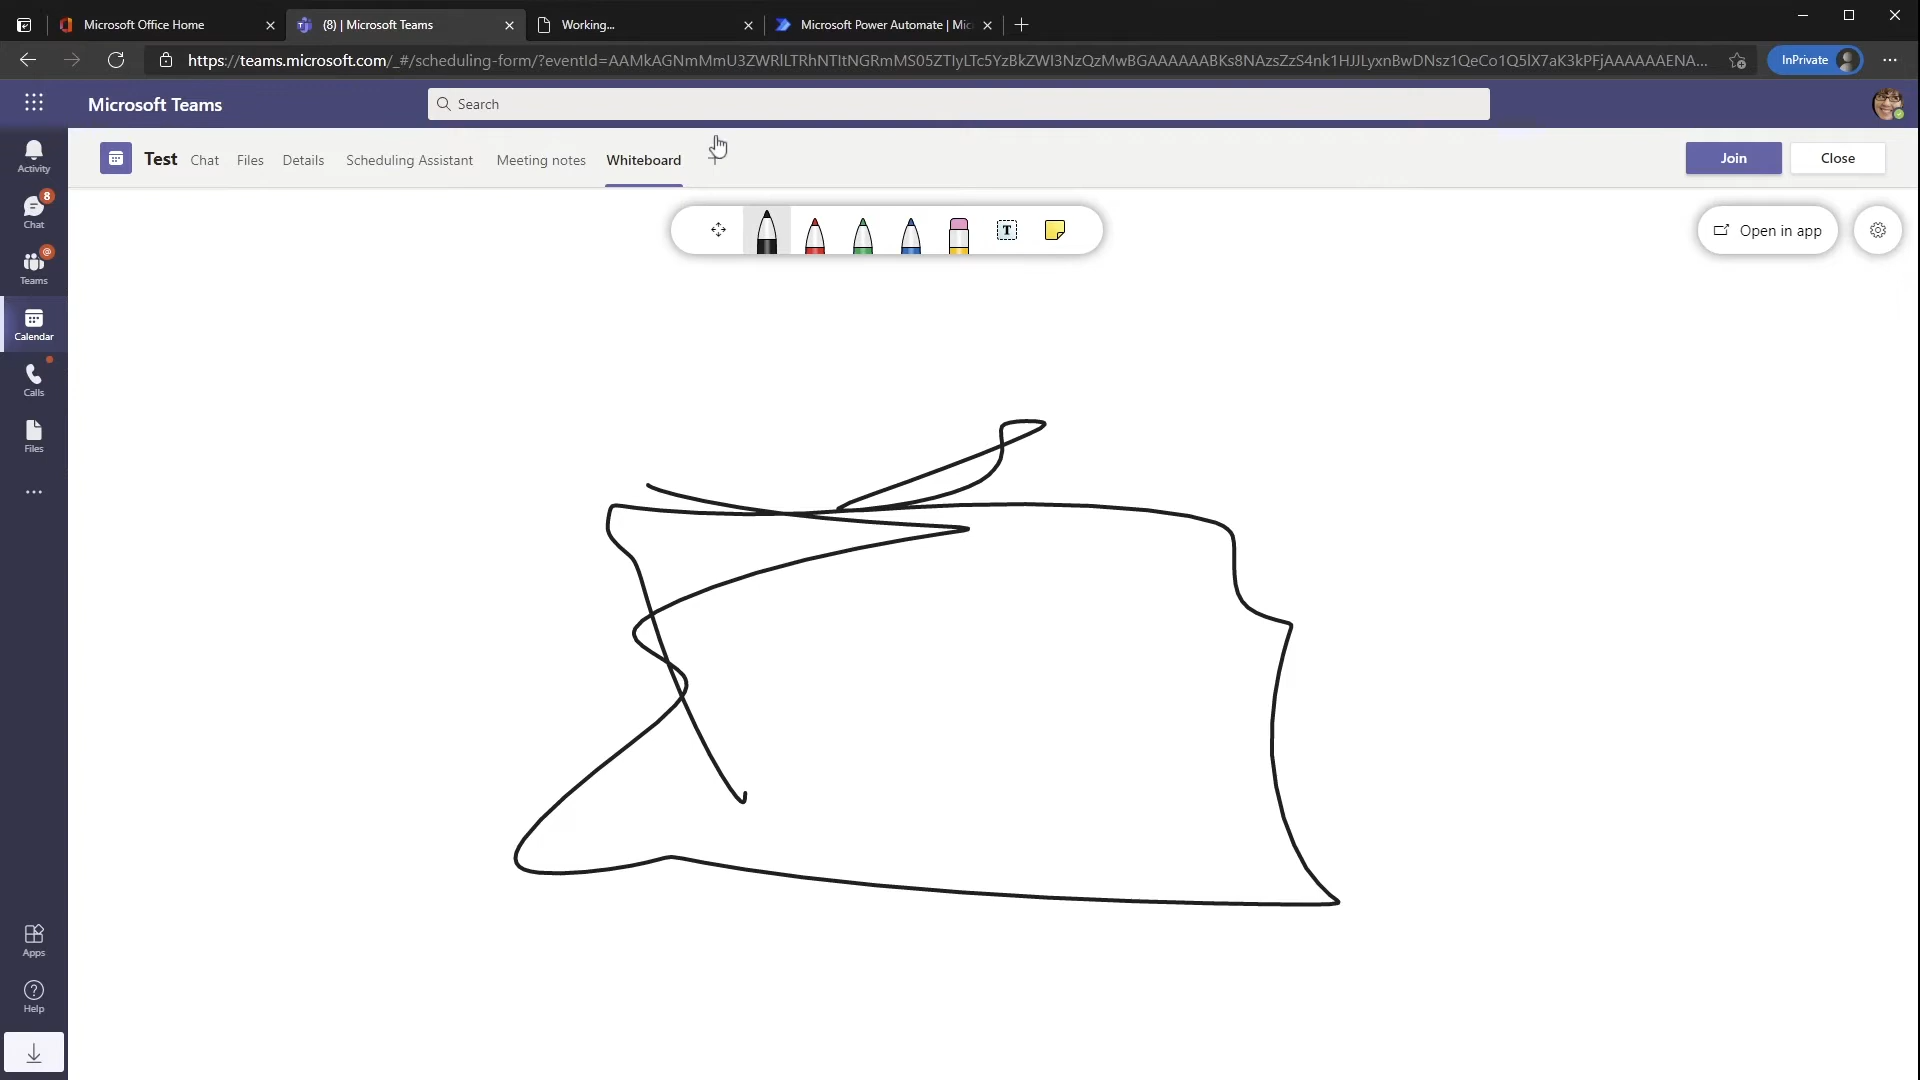 Microsoft Office Home
(8) | Microsoft Teams
Working...
Microsoft Power Automate | Mic
https://teams.microsoft.com/_#/scheduling-form/?eventId=
InPrivate
Microsoft Teams
Search
Activity
8
Chat
@
Teams
Calendar
Calls
Files
Apps
Help
Test
Chat
Files
Details
Scheduling Assistant
Meeting notes
Whiteboard
Join
Close
T
Open in app